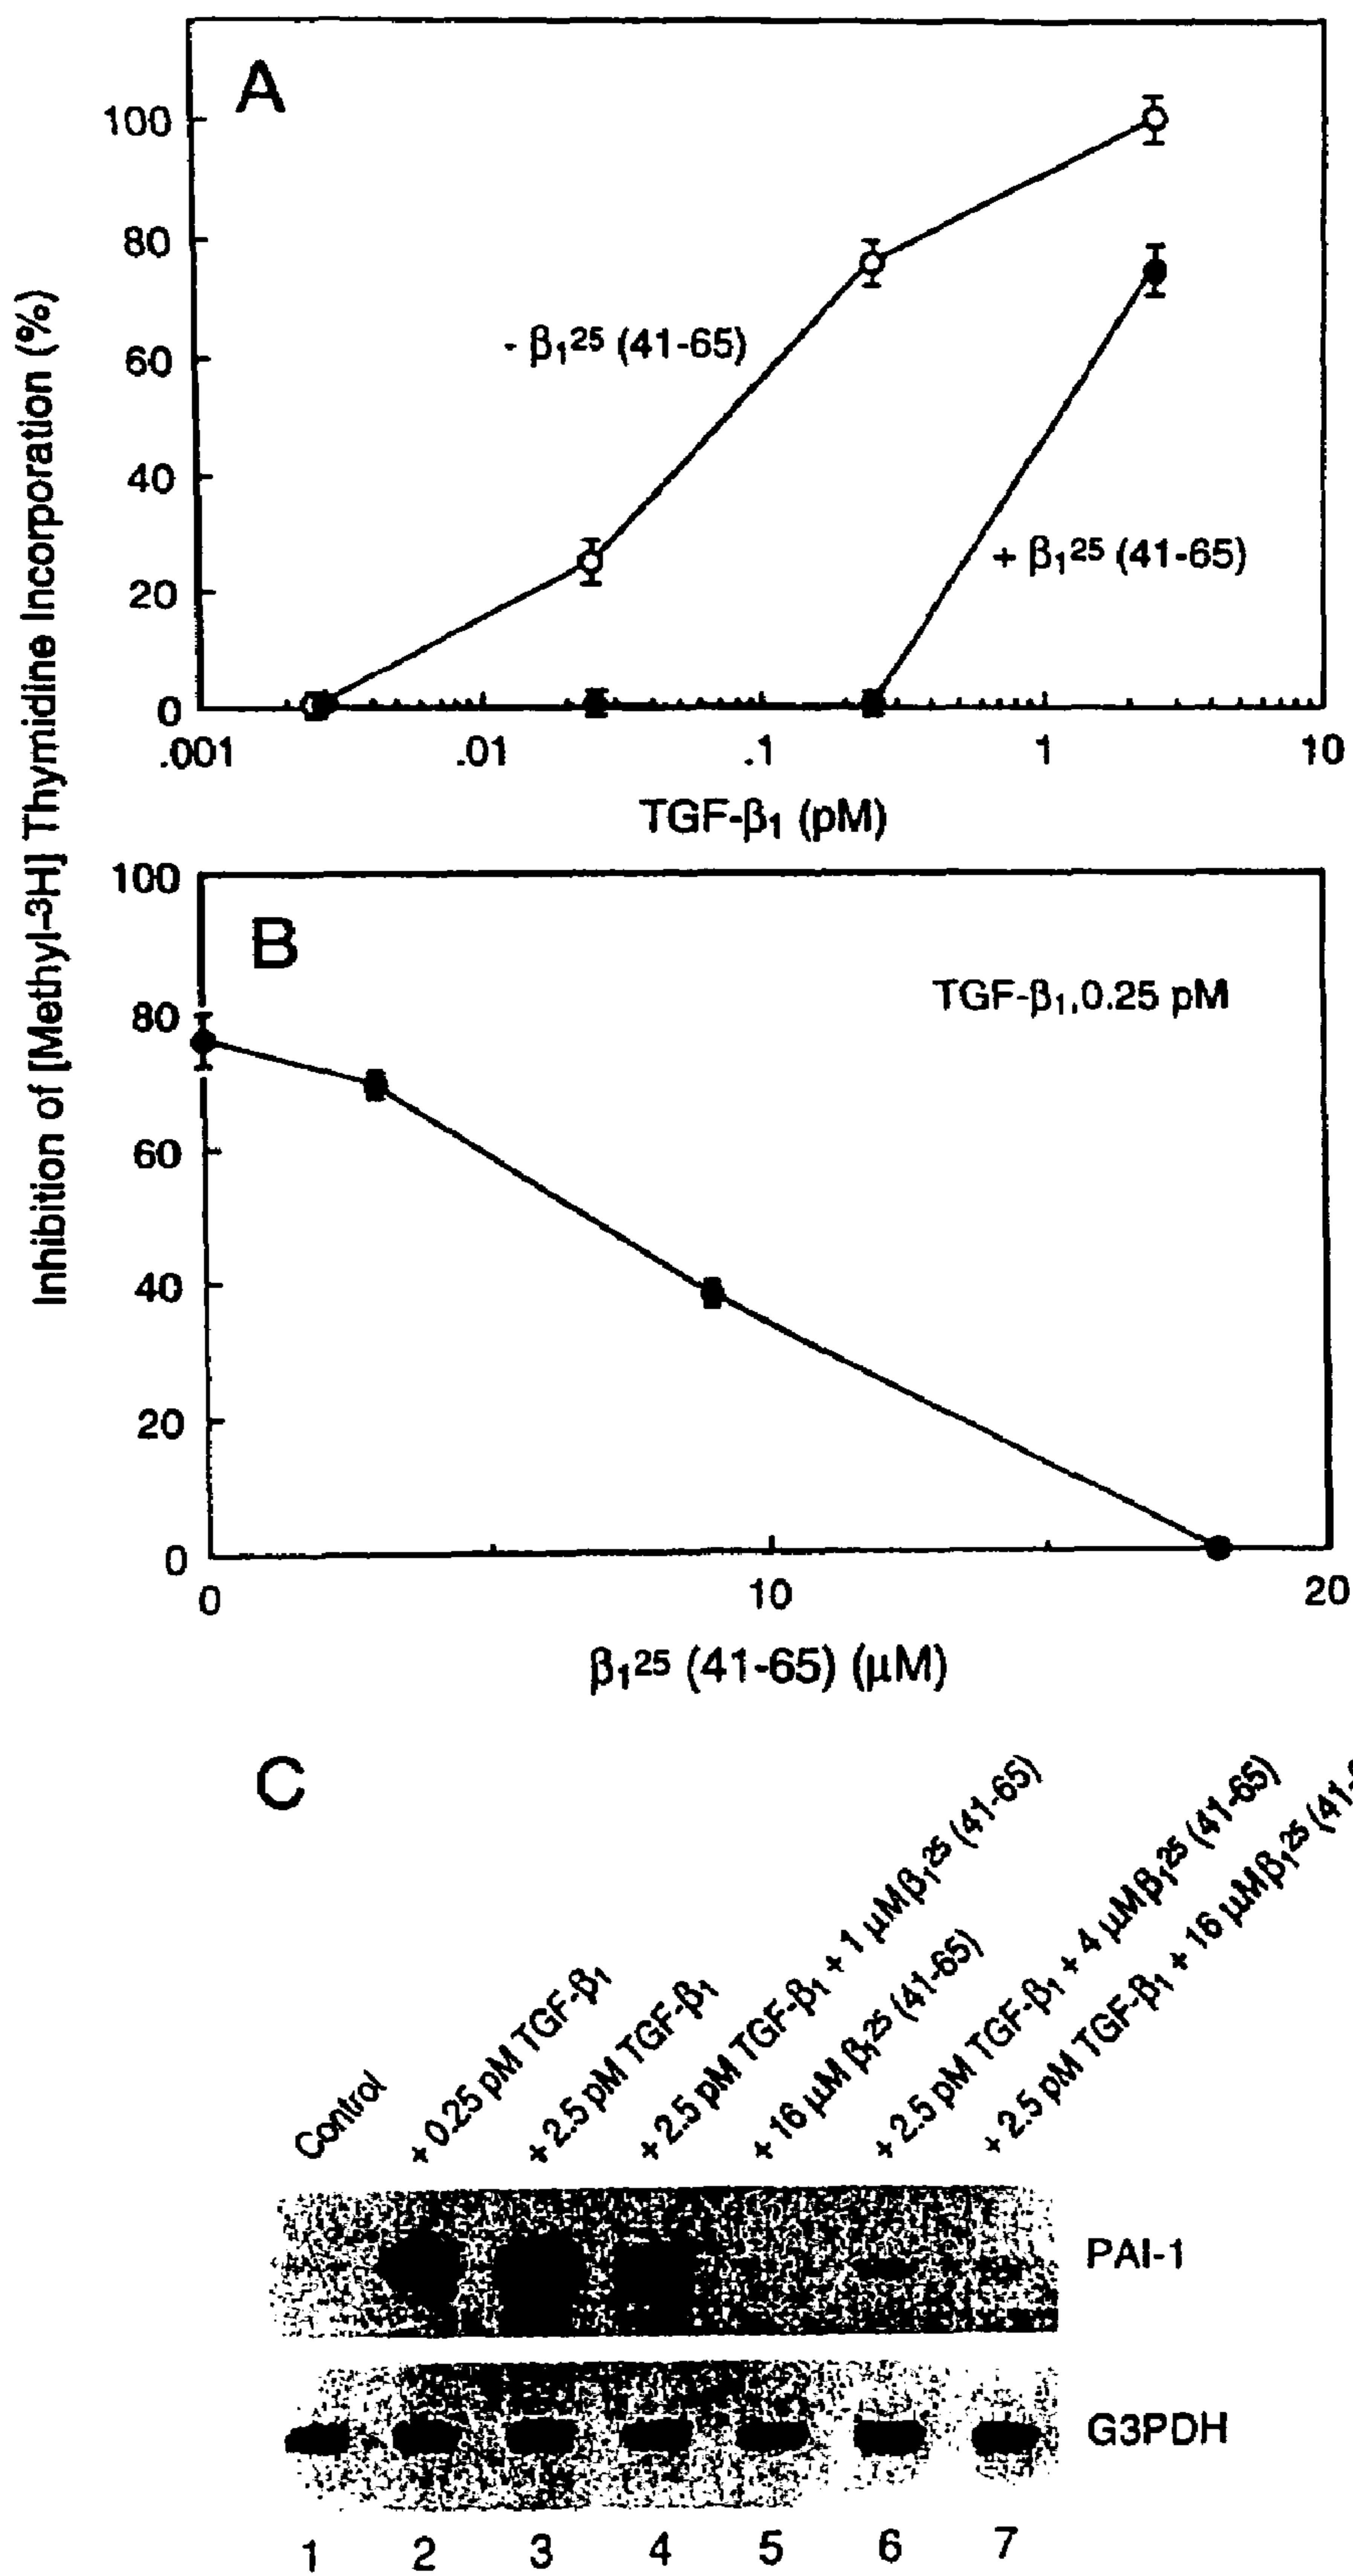 Inhibition of [Methyl-³H] Thymidine Incorporation (%)
A
100
80
60
40
20
0
- β₁²⁵ (41-65)
+ β₁²⁵ (41-65)
.001 .01 .1 1 10
TGF-β₁ (pM)
B
100
80
60
40
20
0
TGF-β₁,0.25 pM
0 10 20
β₁²⁵ (41-65) (μM)
C
Control
+ 0.25 pM TGF-β₁
+ 2.5 pM TGF-β₁
+ 2.5 pM TGF-β₁ + 1 μM β₁²⁵ (41-65)
+ 16 μM β₁²⁵ (41-65)
+ 2.5 pM TGF-β₁ + 4 μM β₁²⁵ (41-65)
+ 2.5 pM TGF-β₁ + 16 μM β₁²⁵ (41-
PAI-1
G3PDH
1 2 3 4 5 6 7